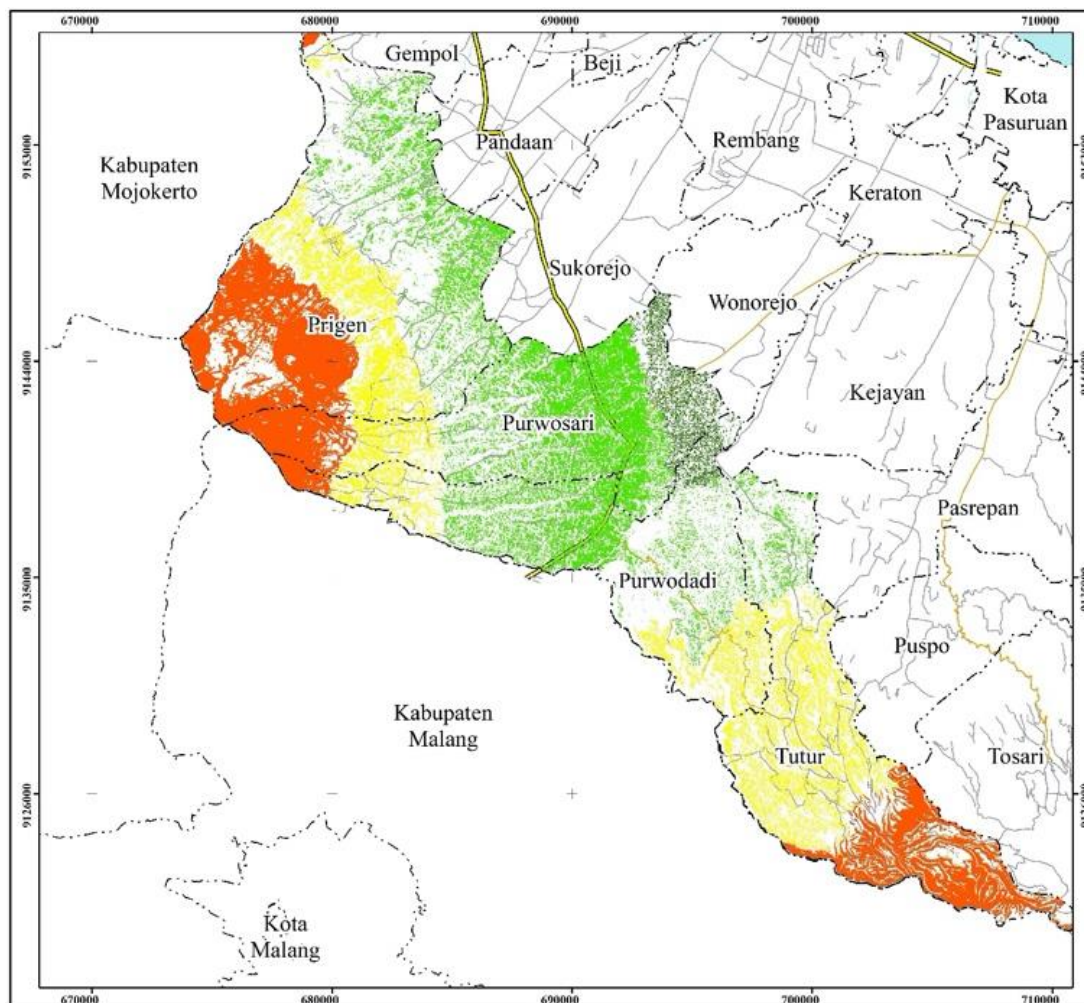 670000
680000
690000
700000
710000
Gempol
Beji
Kota
Pasuruan
Pandaan
Rembang
9153000
Kabupaten
Mojokerto
Keraton
Sukorejo
Wonorejo
Prigen
9144000
Kejayan
Purwosari
Pasrepan
9135000
Purwodadi
Puspo
Kabupaten
Malang
Tutur
Tosari
9126000
Kota
Malang
670000
680000
690000
700000
710000